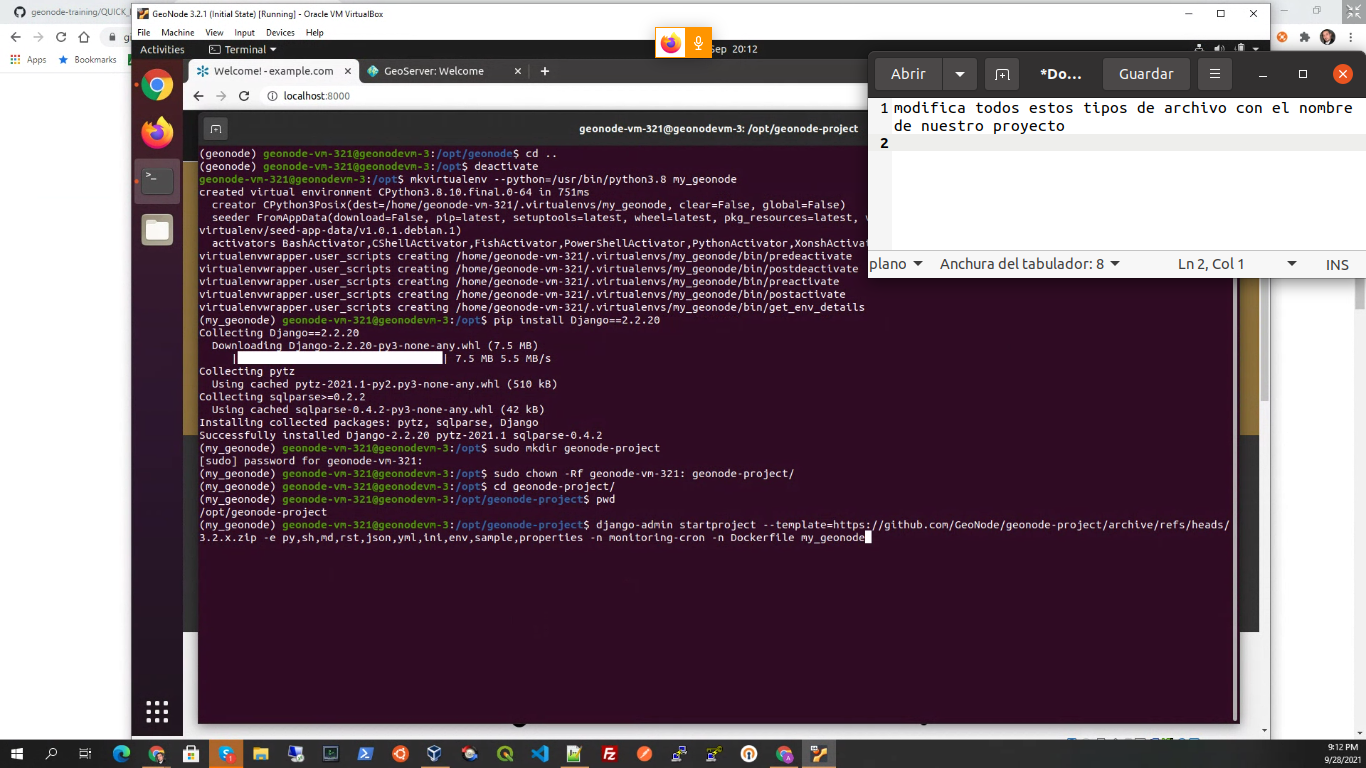 geonode-training/QUICK_
GeoNode 3.2.1 (Initial State) [Running] - Oracle VM VirtualBox
File Machine View Input Devices Help
Activities Terminal Sep 20:12
Apps Bookmarks
Welcome! - example.com GeoServer: Welcome
localhost:8000
Abrir *Do... Guardar
1 modifica todos estos tipos de archivo con el nombre
de nuestro proyecto
2
plano Anchura del tabulador: 8 Ln 2, Col 1 INS
geonode-vm-321@geonodevm-3: /opt/geonode-project
(geonode) geonode-vm-321@geonodevm-3:/opt/geonode$ cd ..
(geonode) geonode-vm-321@geonodevm-3:/opt$ deactivate
geonode-vm-321@geonodevm-3:/opt$ mkvirtualenv --python=/usr/bin/python3.8 my_geonode
created virtual environment CPython3.8.10.final.0-64 in 751ms
creator CPython3Posix(dest=/home/geonode-vm-321/.virtualenvs/my_geonode, clear=False, global=False)
seeder FromAppData(download=False, pip=latest, setuptools=latest, wheel=latest, pkg_resources=latest,
virtualenv/seed-app-data/v1.0.1.debian.1)
activators BashActivator,CShellActivator,FishActivator,PowerShellActivator,PythonActivator,XonshActiva
virtualenvwrapper.user_scripts creating /home/geonode-vm-321/.virtualenvs/my_geonode/bin/predeactivate
virtualenvwrapper.user_scripts creating /home/geonode-vm-321/.virtualenvs/my_geonode/bin/postdeactivate
virtualenvwrapper.user_scripts creating /home/geonode-vm-321/.virtualenvs/my_geonode/bin/preactivate
virtualenvwrapper.user_scripts creating /home/geonode-vm-321/.virtualenvs/my_geonode/bin/postactivate
virtualenvwrapper.user_scripts creating /home/geonode-vm-321/.virtualenvs/my_geonode/bin/get_env_details
(my_geonode) geonode-vm-321@geonodevm-3:/opt$ pip install Django==2.2.20
Collecting Django==2.2.20
Downloading Django-2.2.20-py3-none-any.whl (7.5 MB)
| | 7.5 MB 5.5 MB/s
Collecting pytz
Using cached pytz-2021.1-py2.py3-none-any.whl (510 kB)
Collecting sqlparse>=0.2.2
Using cached sqlparse-0.4.2-py3-none-any.whl (42 kB)
Installing collected packages: pytz, sqlparse, Django
Successfully installed Django-2.2.20 pytz-2021.1 sqlparse-0.4.2
(my_geonode) geonode-vm-321@geonodevm-3:/opt$ sudo mkdir geonode-project
[sudo] password for geonode-vm-321:
(my_geonode) geonode-vm-321@geonodevm-3:/opt$ sudo chown -Rf geonode-vm-321: geonode-project/
(my_geonode) geonode-vm-321@geonodevm-3:/opt$ cd geonode-project/
(my_geonode) geonode-vm-321@geonodevm-3:/opt/geonode-project$ pwd
/opt/geonode-project
(my_geonode) geonode-vm-321@geonodevm-3:/opt/geonode-project$ django-admin startproject --template=https://github.com/GeoNode/geonode-project/archive/refs/heads/
3.2.x.zip -e py,sh,md,rst,json,yml,ini,env,sample,properties -n monitoring-cron -n Dockerfile my_geonode
9:12 PM
9/28/2021